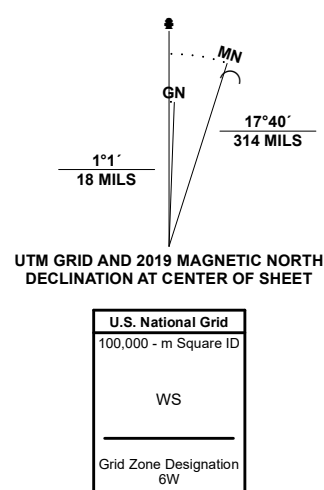 MN
GN
17°40´
314 MILS
1°1´
18 MILS
UTM GRID AND 2019 MAGNETIC NORTH
DECLINATION AT CENTER OF SHEET
U.S. National Grid
100,000 - m Square ID
WS
Grid Zone Designation
6W